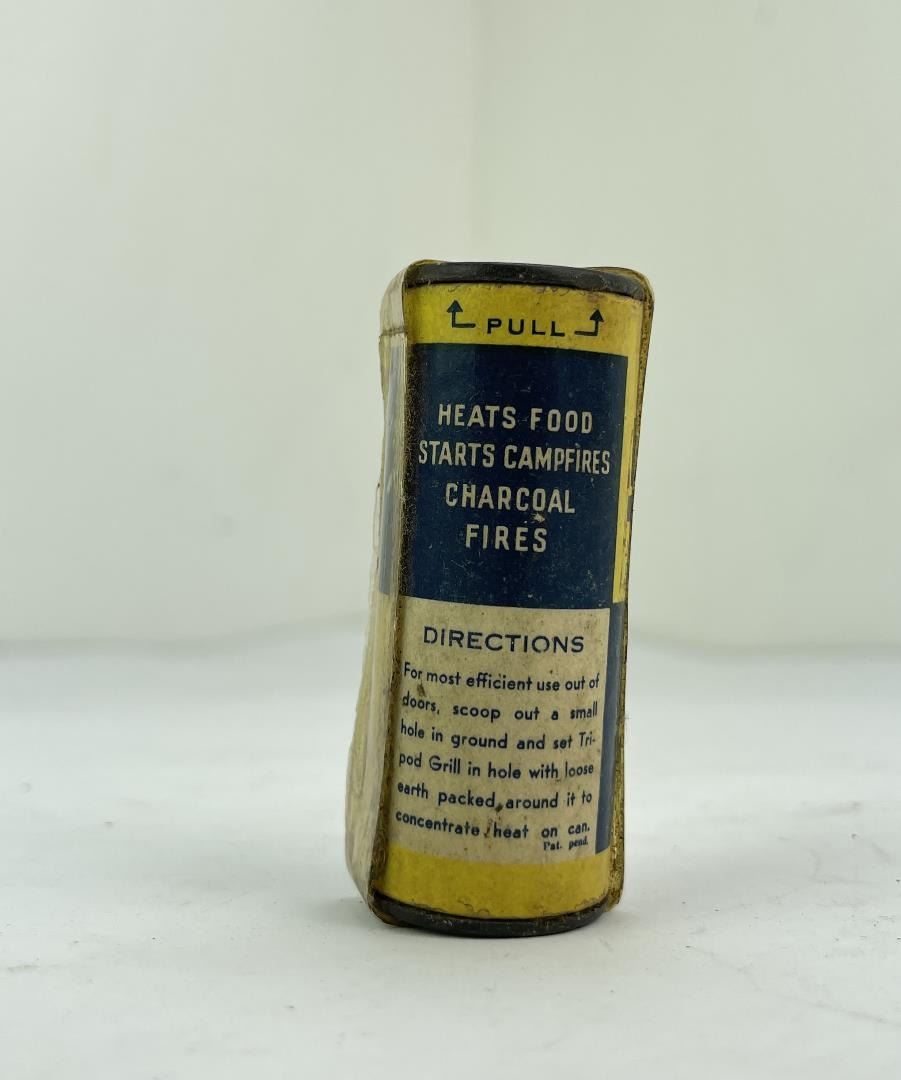 PULL
HEATS FOOD
STARTS CAMPFIRES
CHARCOAL
FIRES
DIRECTIONS
For most efficient use out of
doors, scoop out a small
hole in ground and set Tri-
pod Grill in hole with loose
earth packed around it to
concentrate heat on can.
Pat. pend.